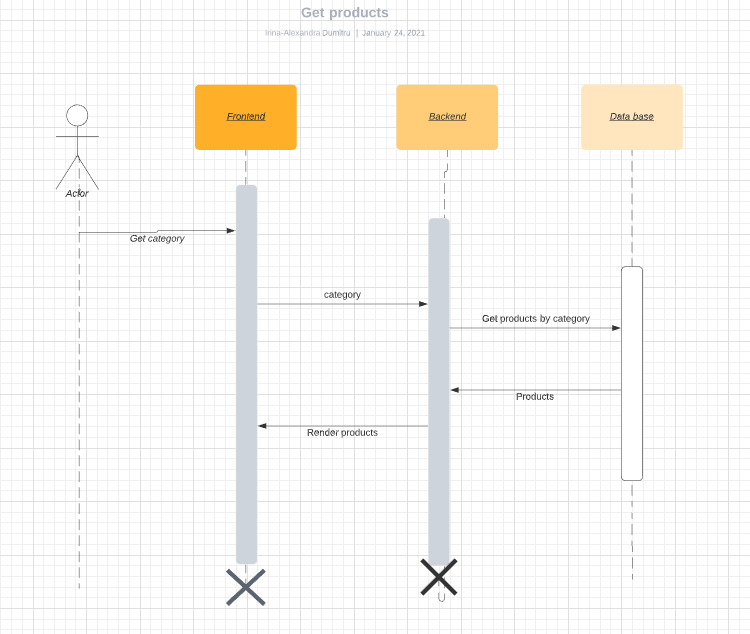 Get products
Irina-Alexandra Dumitru | January 24, 2021
Frontend
Backend
Data base
Actor
Get category
category
Get products by category
Products
Render products